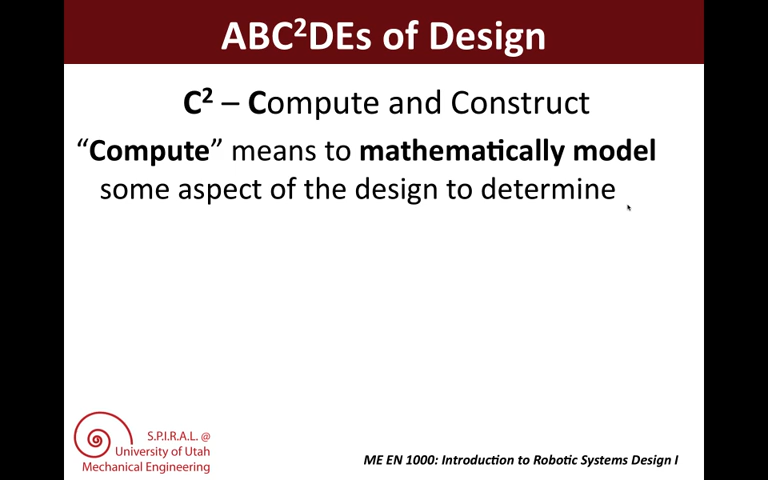 ABC²DEs of Design
C² – Compute and Construct
“Compute” means to mathematically model
some aspect of the design to determine
S.P.I.R.A.L. @
University of Utah
Mechanical Engineering
ME EN 1000: Introduction to Robotic Systems Design I